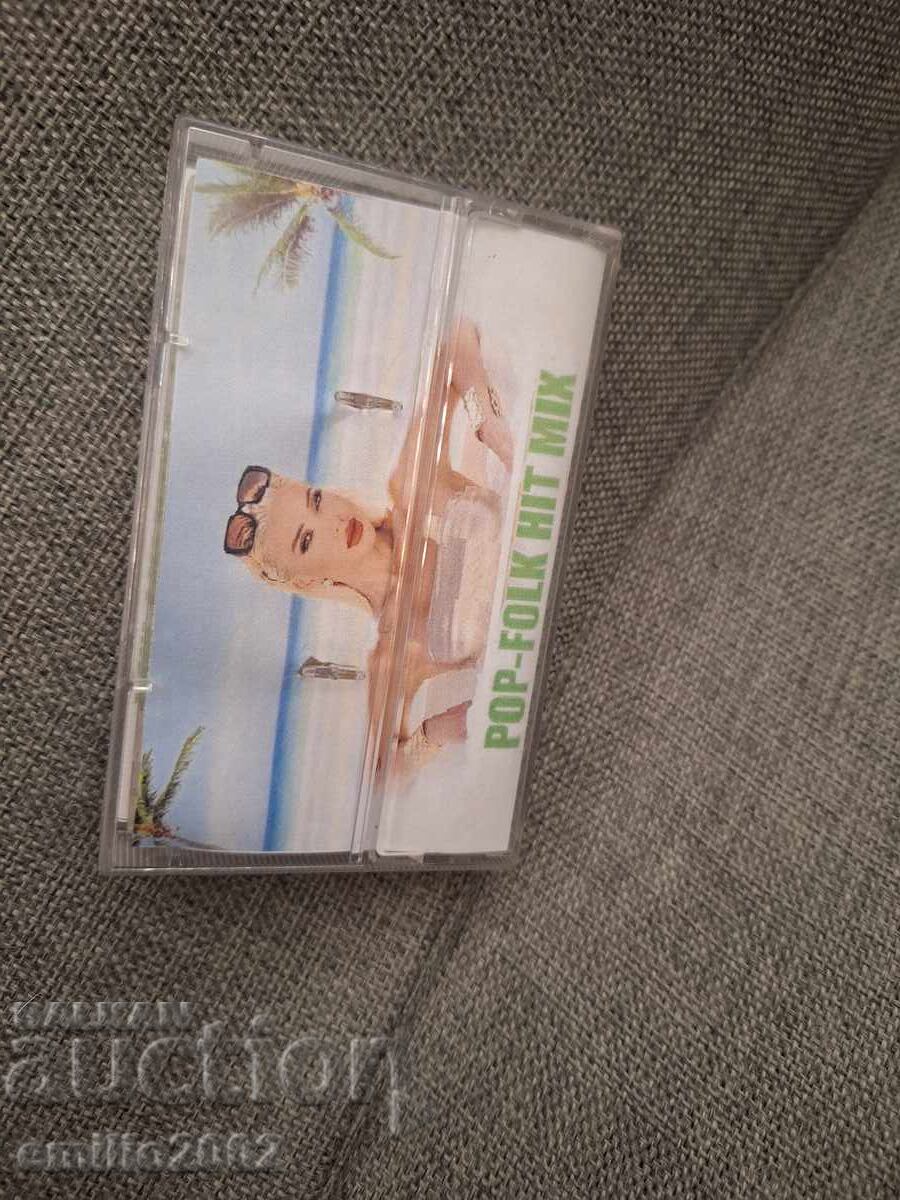 POP-FOLK HIT MIX
BALKAN
auction
emilio2002